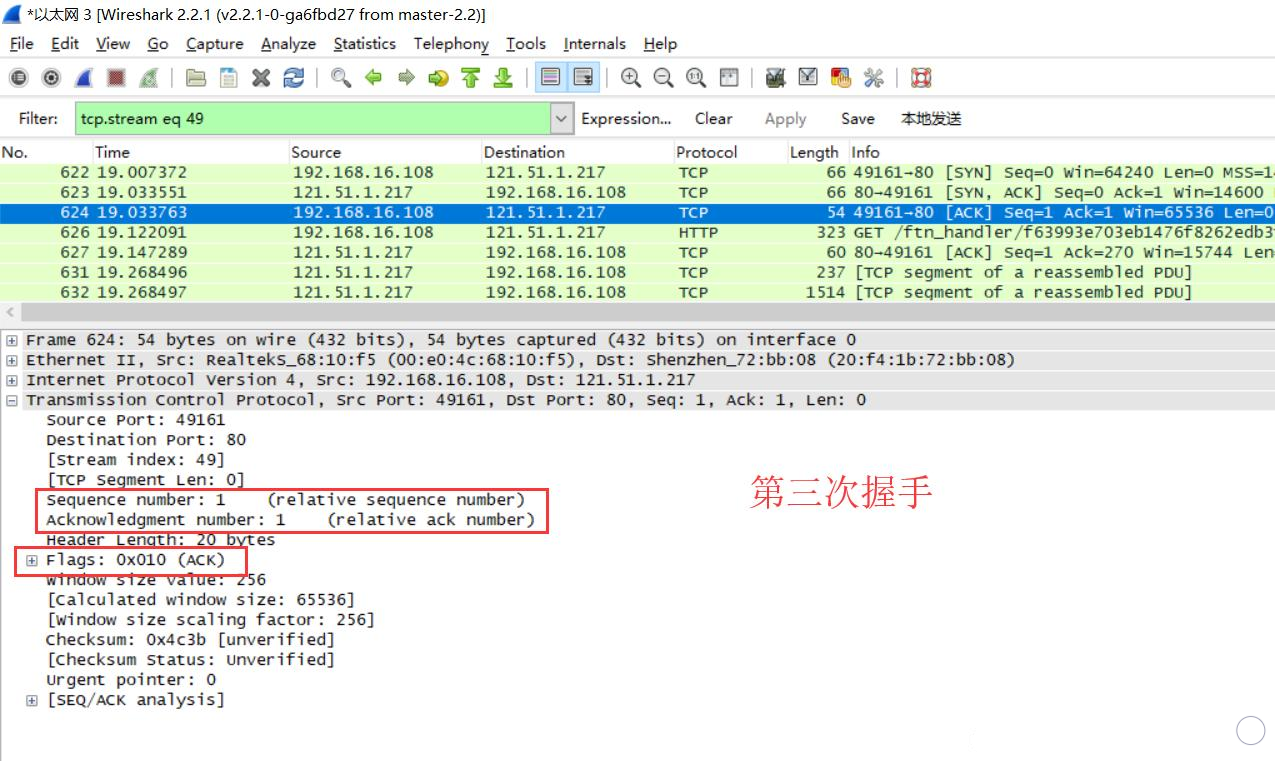 *以太网 3 [Wireshark 2.2.1 (v2.2.1-0-ga6fbd27 from master-2.2)]
File Edit View Go Capture Analyze Statistics Telephony Tools Internals Help
Filter: tcp.stream eq 49 Expression... Clear Apply Save 本地发送
No. Time Source Destination Protocol Length Info
622 19.007372 192.168.16.108 121.51.1.217 TCP 66 49161→80 [SYN] Seq=0 Win=64240 Len=0 MSS=14
623 19.033551 121.51.1.217 192.168.16.108 TCP 66 80→49161 [SYN, ACK] Seq=0 Ack=1 Win=14600
624 19.033763 192.168.16.108 121.51.1.217 TCP 54 49161→80 [ACK] Seq=1 Ack=1 Win=65536 Len=0
626 19.122091 192.168.16.108 121.51.1.217 HTTP 323 GET /ftn_handler/f63993e703eb1476f8262edb3
627 19.147289 121.51.1.217 192.168.16.108 TCP 60 80→49161 [ACK] Seq=1 Ack=270 Win=15744 Len
631 19.268496 121.51.1.217 192.168.16.108 TCP 237 [TCP segment of a reassembled PDU]
632 19.268497 121.51.1.217 192.168.16.108 TCP 1514 [TCP segment of a reassembled PDU]
Frame 624: 54 bytes on wire (432 bits), 54 bytes captured (432 bits) on interface 0
Ethernet II, Src: RealtekS_68:10:f5 (00:e0:4c:68:10:f5), Dst: Shenzhen_72:bb:08 (20:f4:1b:72:bb:08)
Internet Protocol Version 4, Src: 192.168.16.108, Dst: 121.51.1.217
Transmission Control Protocol, Src Port: 49161, Dst Port: 80, Seq: 1, Ack: 1, Len: 0
Source Port: 49161
Destination Port: 80
[Stream index: 49]
[TCP Segment Len: 0]
Sequence number: 1 (relative sequence number)
第三次握手
Acknowledgment number: 1 (relative ack number)
Header Length: 20 bytes
Flags: 0x010 (ACK)
Window size value: 256
[Calculated window size: 65536]
[Window size scaling factor: 256]
Checksum: 0x4c3b [unverified]
[Checksum Status: Unverified]
Urgent pointer: 0
[SEQ/ACK analysis]